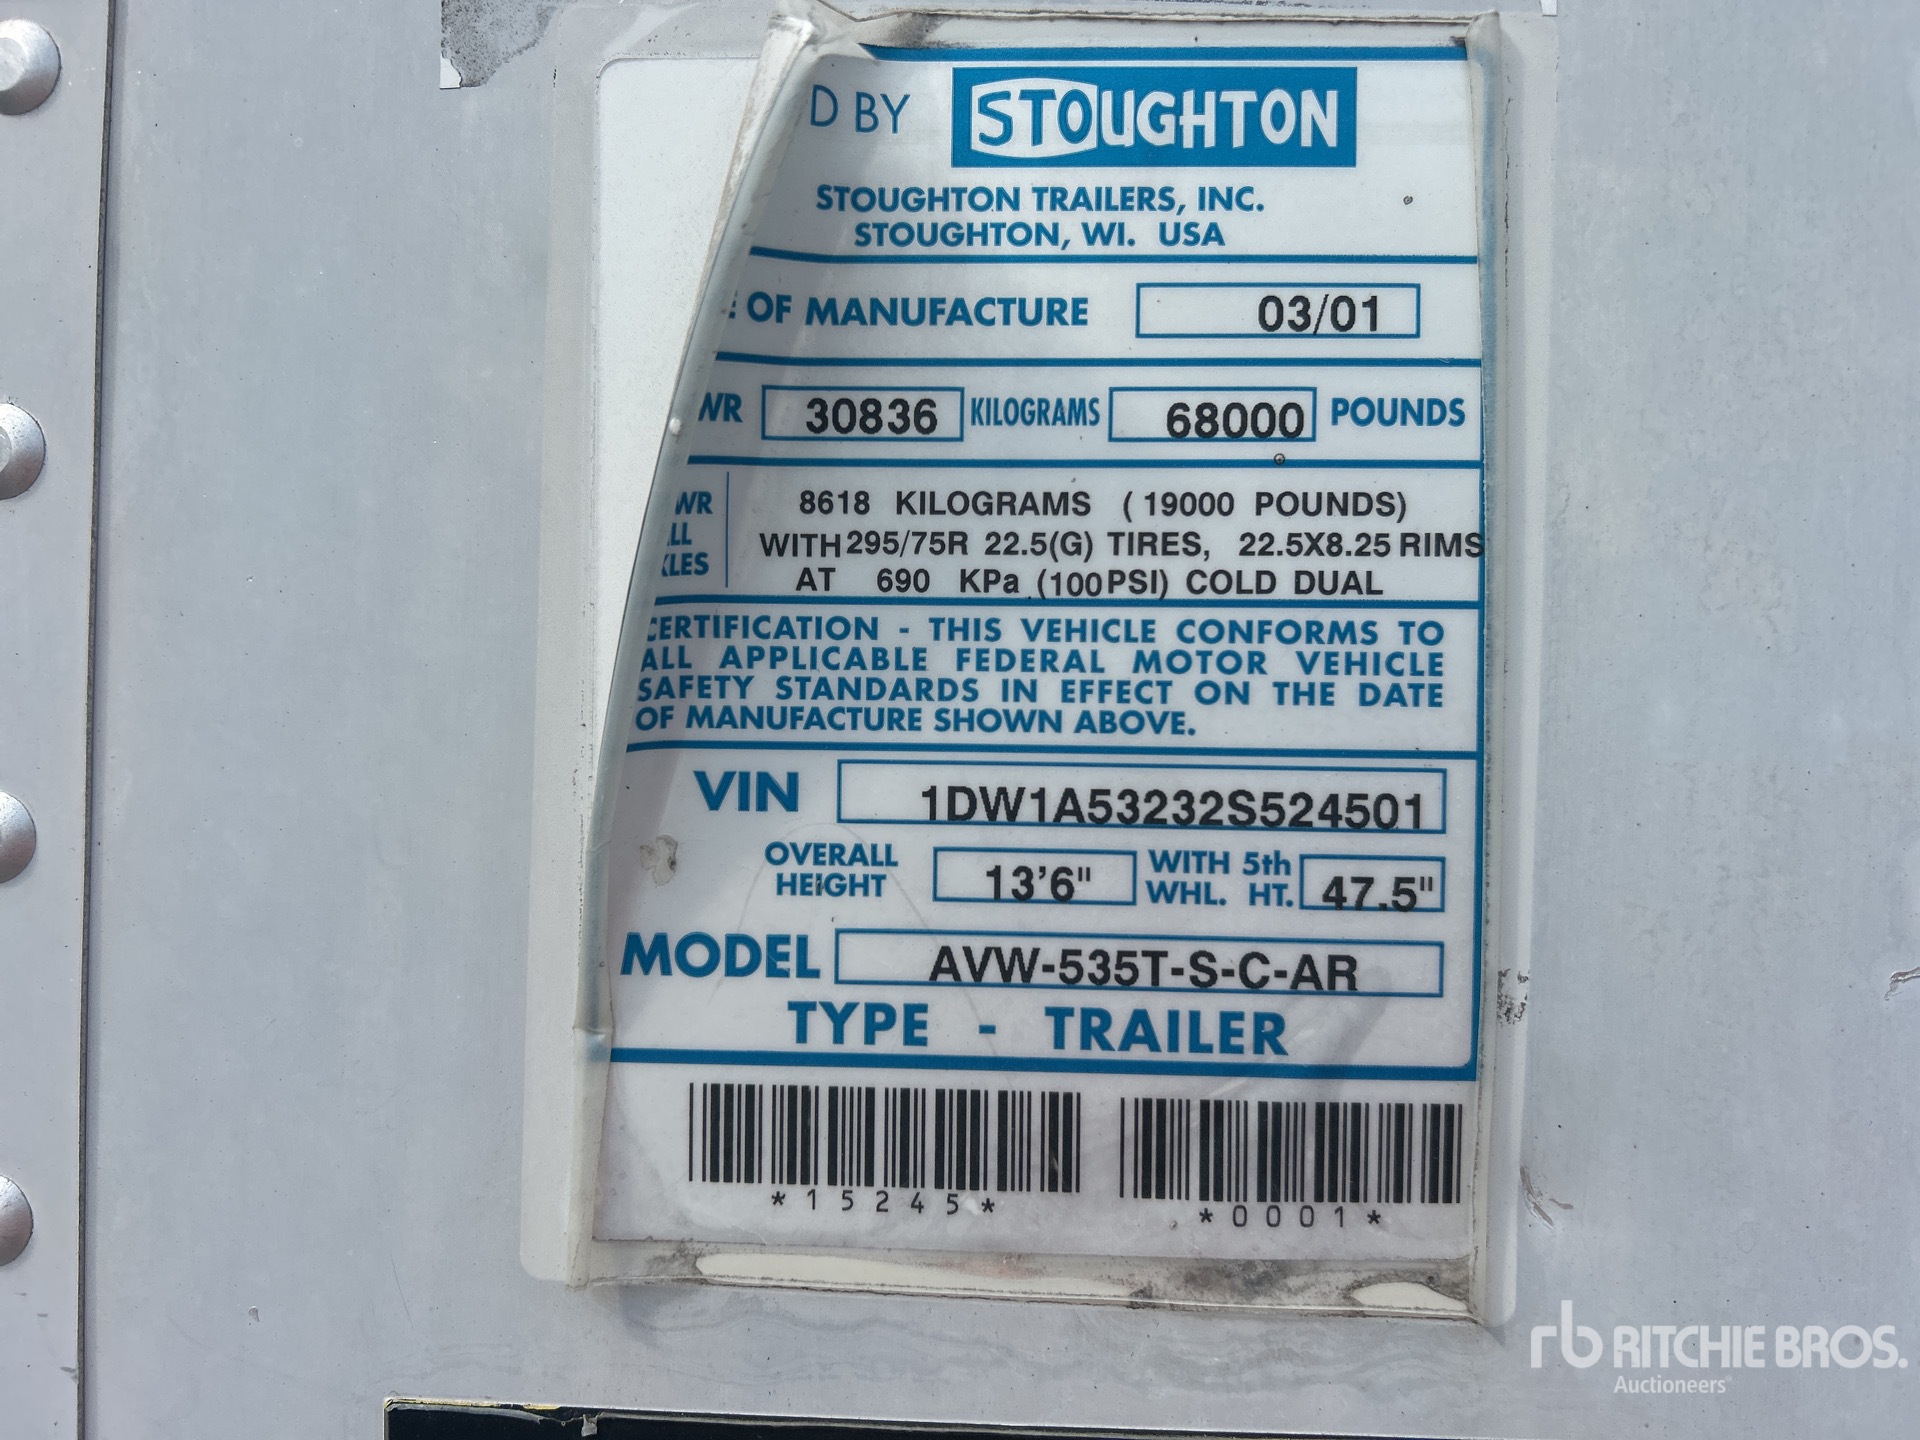 D BY STOUGHTON
STOUGHTON TRAILERS, INC.
STOUGHTON, WI. USA
E OF MANUFACTURE 03/01
WR 30836 KILOGRAMS 68000 POUNDS
WR 8618 KILOGRAMS (19000 POUNDS)
LL WITH 295/75R 22.5(G) TIRES, 22.5X8.25 RIMS
XLES AT 690 KPa (100PSI) COLD DUAL
CERTIFICATION - THIS VEHICLE CONFORMS TO
ALL APPLICABLE FEDERAL MOTOR VEHICLE
SAFETY STANDARDS IN EFFECT ON THE DATE
OF MANUFACTURE SHOWN ABOVE.
VIN 1DW1A53232S524501
OVERALL HEIGHT 13'6" WITH 5th WHL. HT. 47.5"
MODEL AVW-535T-S-C-AR
TYPE - TRAILER
*15245* *0001*
rb RITCHIE BROS.
Auctioneers